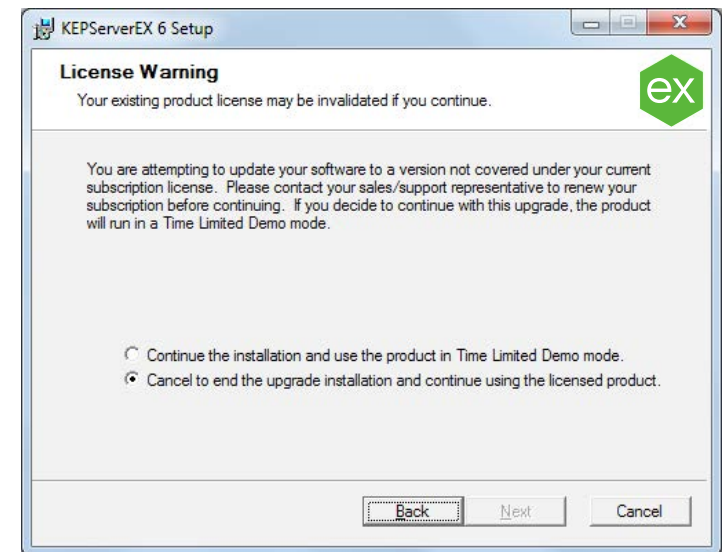 KEPServerEX 6 Setup
License Warning
Your existing product license may be invalidated if you continue.
ex
You are attempting to update your software to a version not covered under your current
subscription license. Please contact your sales/support representative to renew your
subscription before continuing. If you decide to continue with this upgrade, the product
will run in a Time Limited Demo mode.
Continue the installation and use the product in Time Limited Demo mode.
Cancel to end the upgrade installation and continue using the licensed product.
Back Next Cancel